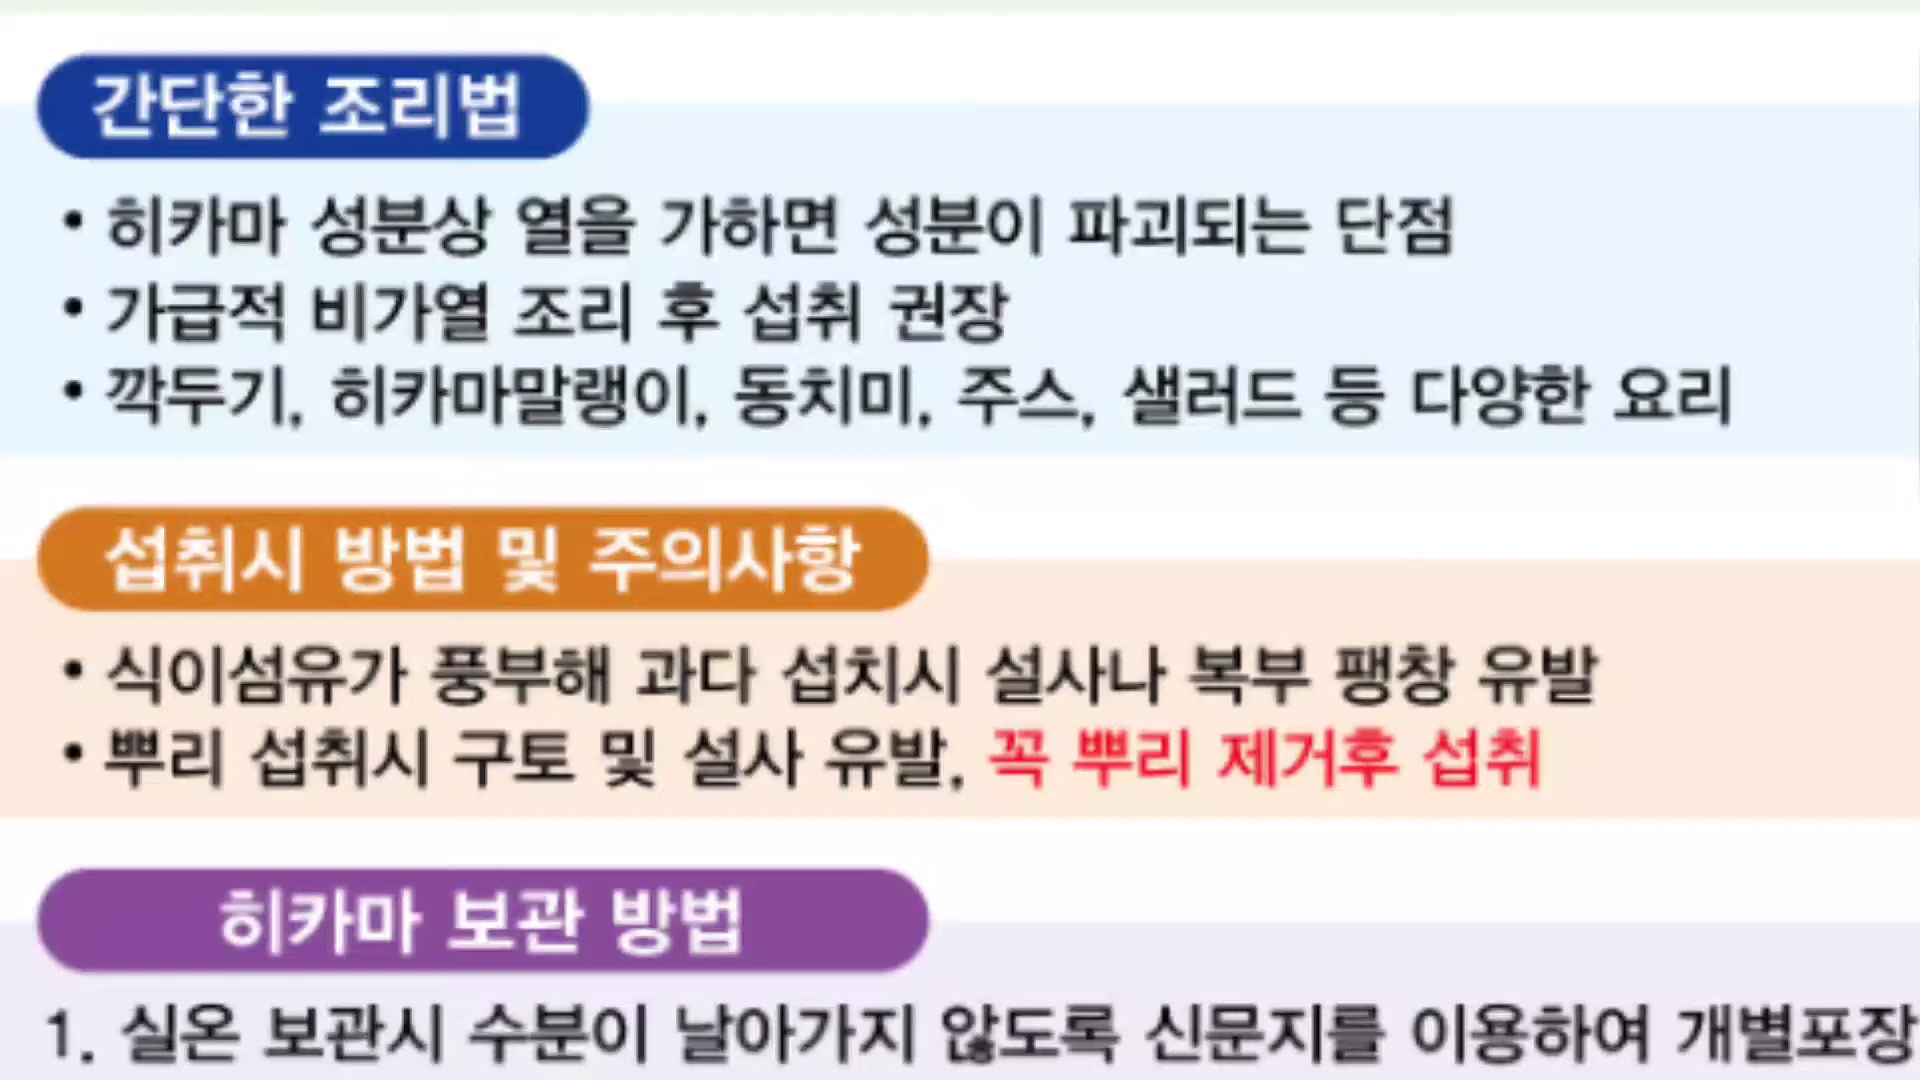 간단한 조리법
• 히카마 성분상 열을 가하면 성분이 파괴되는 단점
• 가급적 비가열 조리 후 섭취 권장
• 깍두기, 히카마말랭이, 동치미, 주스, 샐러드 등 다양한 요리
섭취시 방법 및 주의사항
• 식이섬유가 풍부해 과다 섭치시 설사나 복부 팽창 유발
• 뿌리 섭취시 구토 및 설사 유발, 꼭 뿌리 제거후 섭취
히카마 보관 방법
1. 실온 보관시 수분이 날아가지 않도록 신문지를 이용하여 개별포장